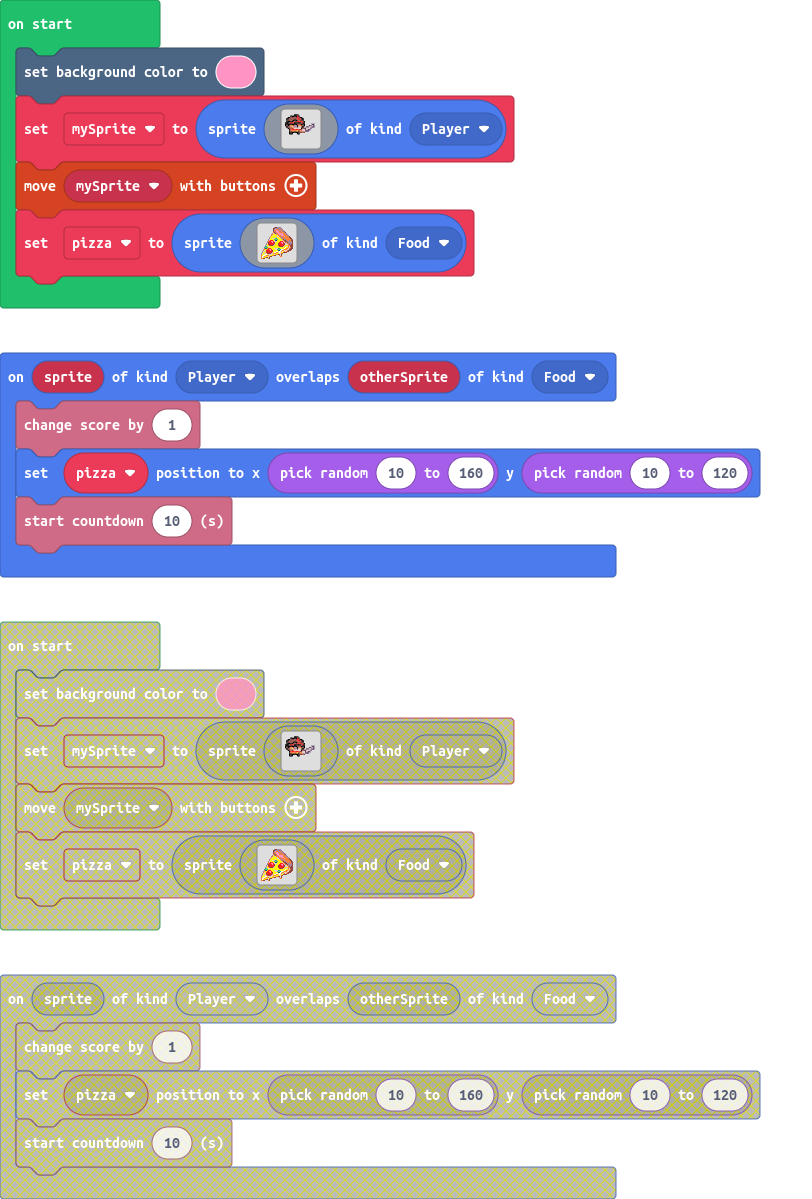 on start
set background color to
set mySprite to sprite of kind Player
move mySprite with buttons
set pizza to sprite of kind Food
on sprite of kind Player overlaps otherSprite of kind Food
change score by 1
set pizza position to x pick random 10 to 160 y pick random 10 to 120
start countdown 10 (s)
on start
set background color to
set mySprite to sprite of kind Player
move mySprite with buttons
set pizza to sprite of kind Food
on sprite of kind Player overlaps otherSprite of kind Food
change score by 1
set pizza position to x pick random 10 to 160 y pick random 10 to 120
start countdown 10 (s)